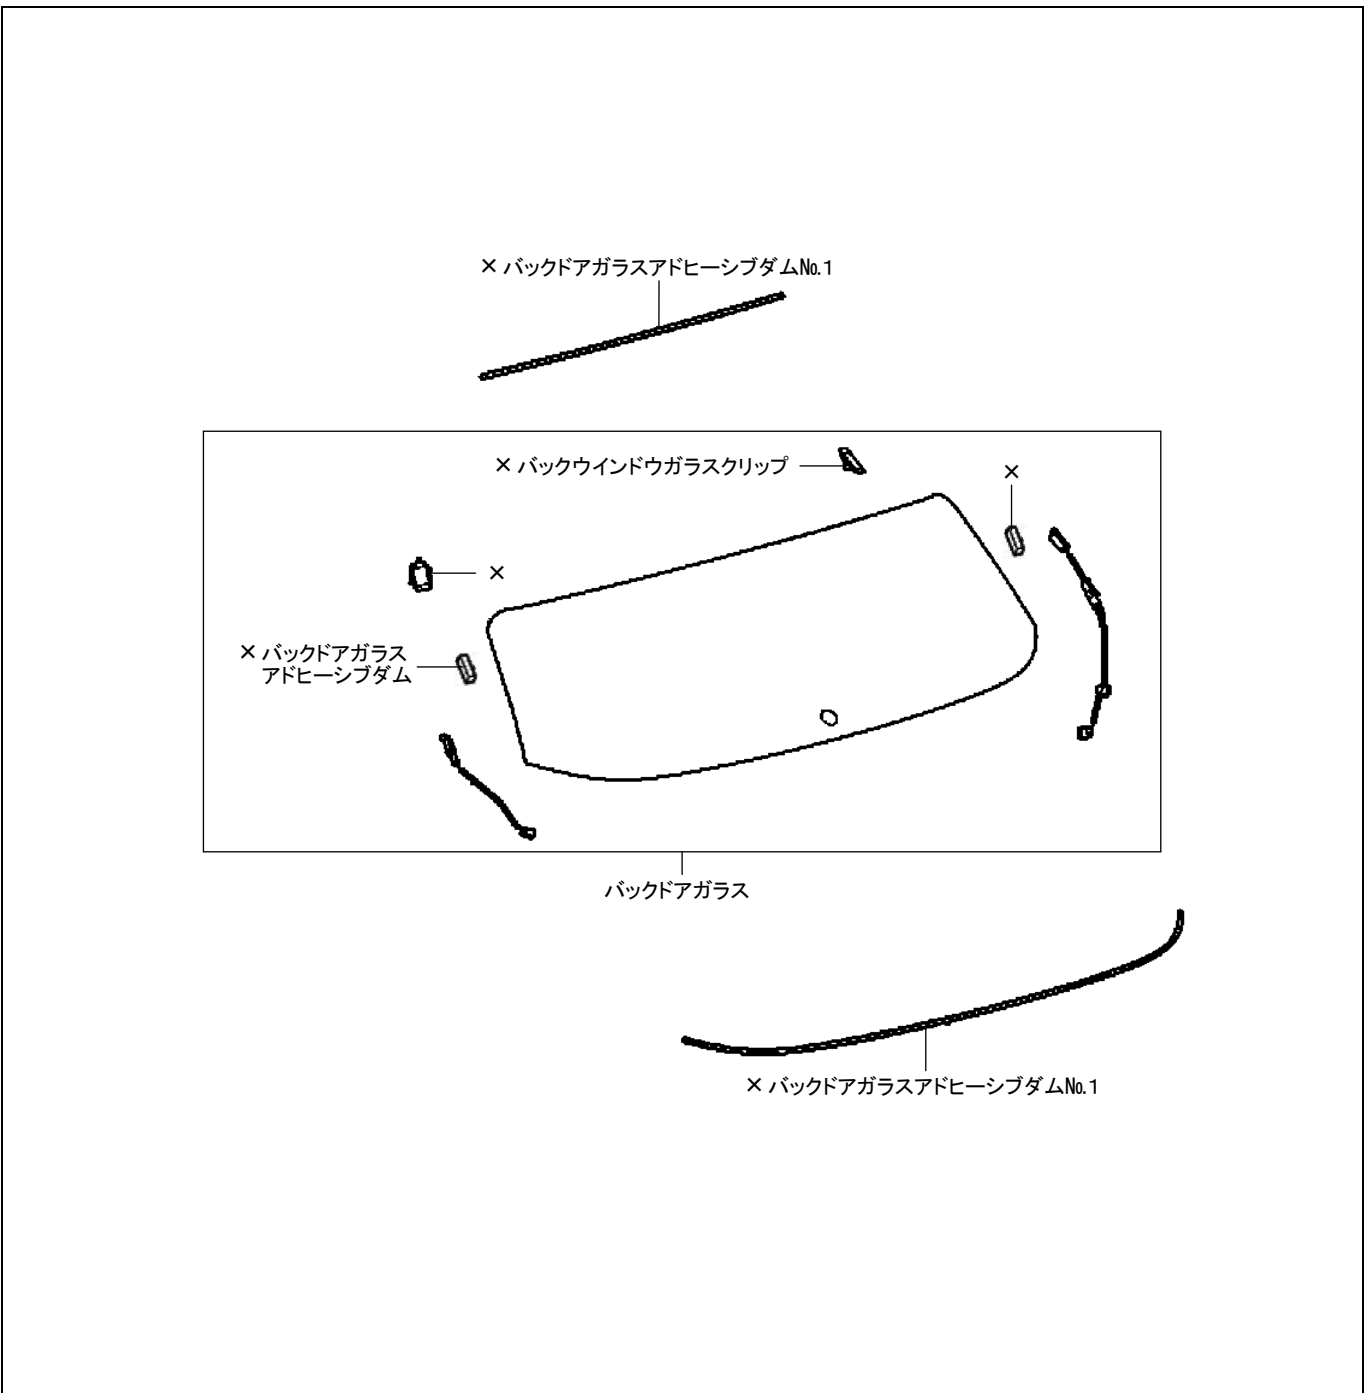 × バックドアガラスアドヒーシブダム№.1
× バックウインドウガラスクリップ
×
×
× バックドアガラス
アドヒーシブダム
バックドアガラス
× バックドアガラスアドヒーシブダム№.1